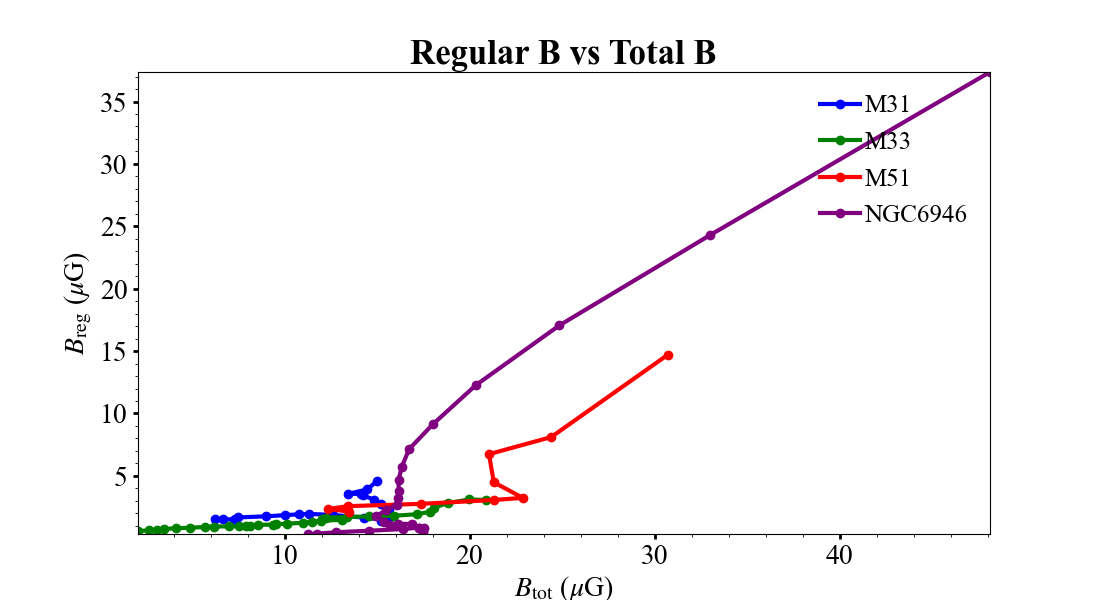 Regular B vs Total B
35
30
25
20
15
10
5
B_reg (μG)
M31
M33
M51
NGC6946
10 20 30 40
B_tot (μG)